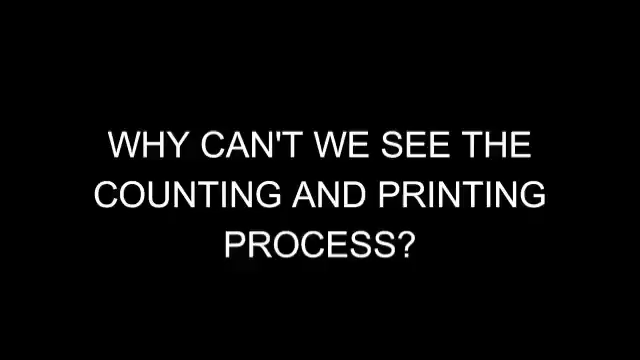 WHY CAN'T WE SEE THE
COUNTING AND PRINTING
PROCESS?